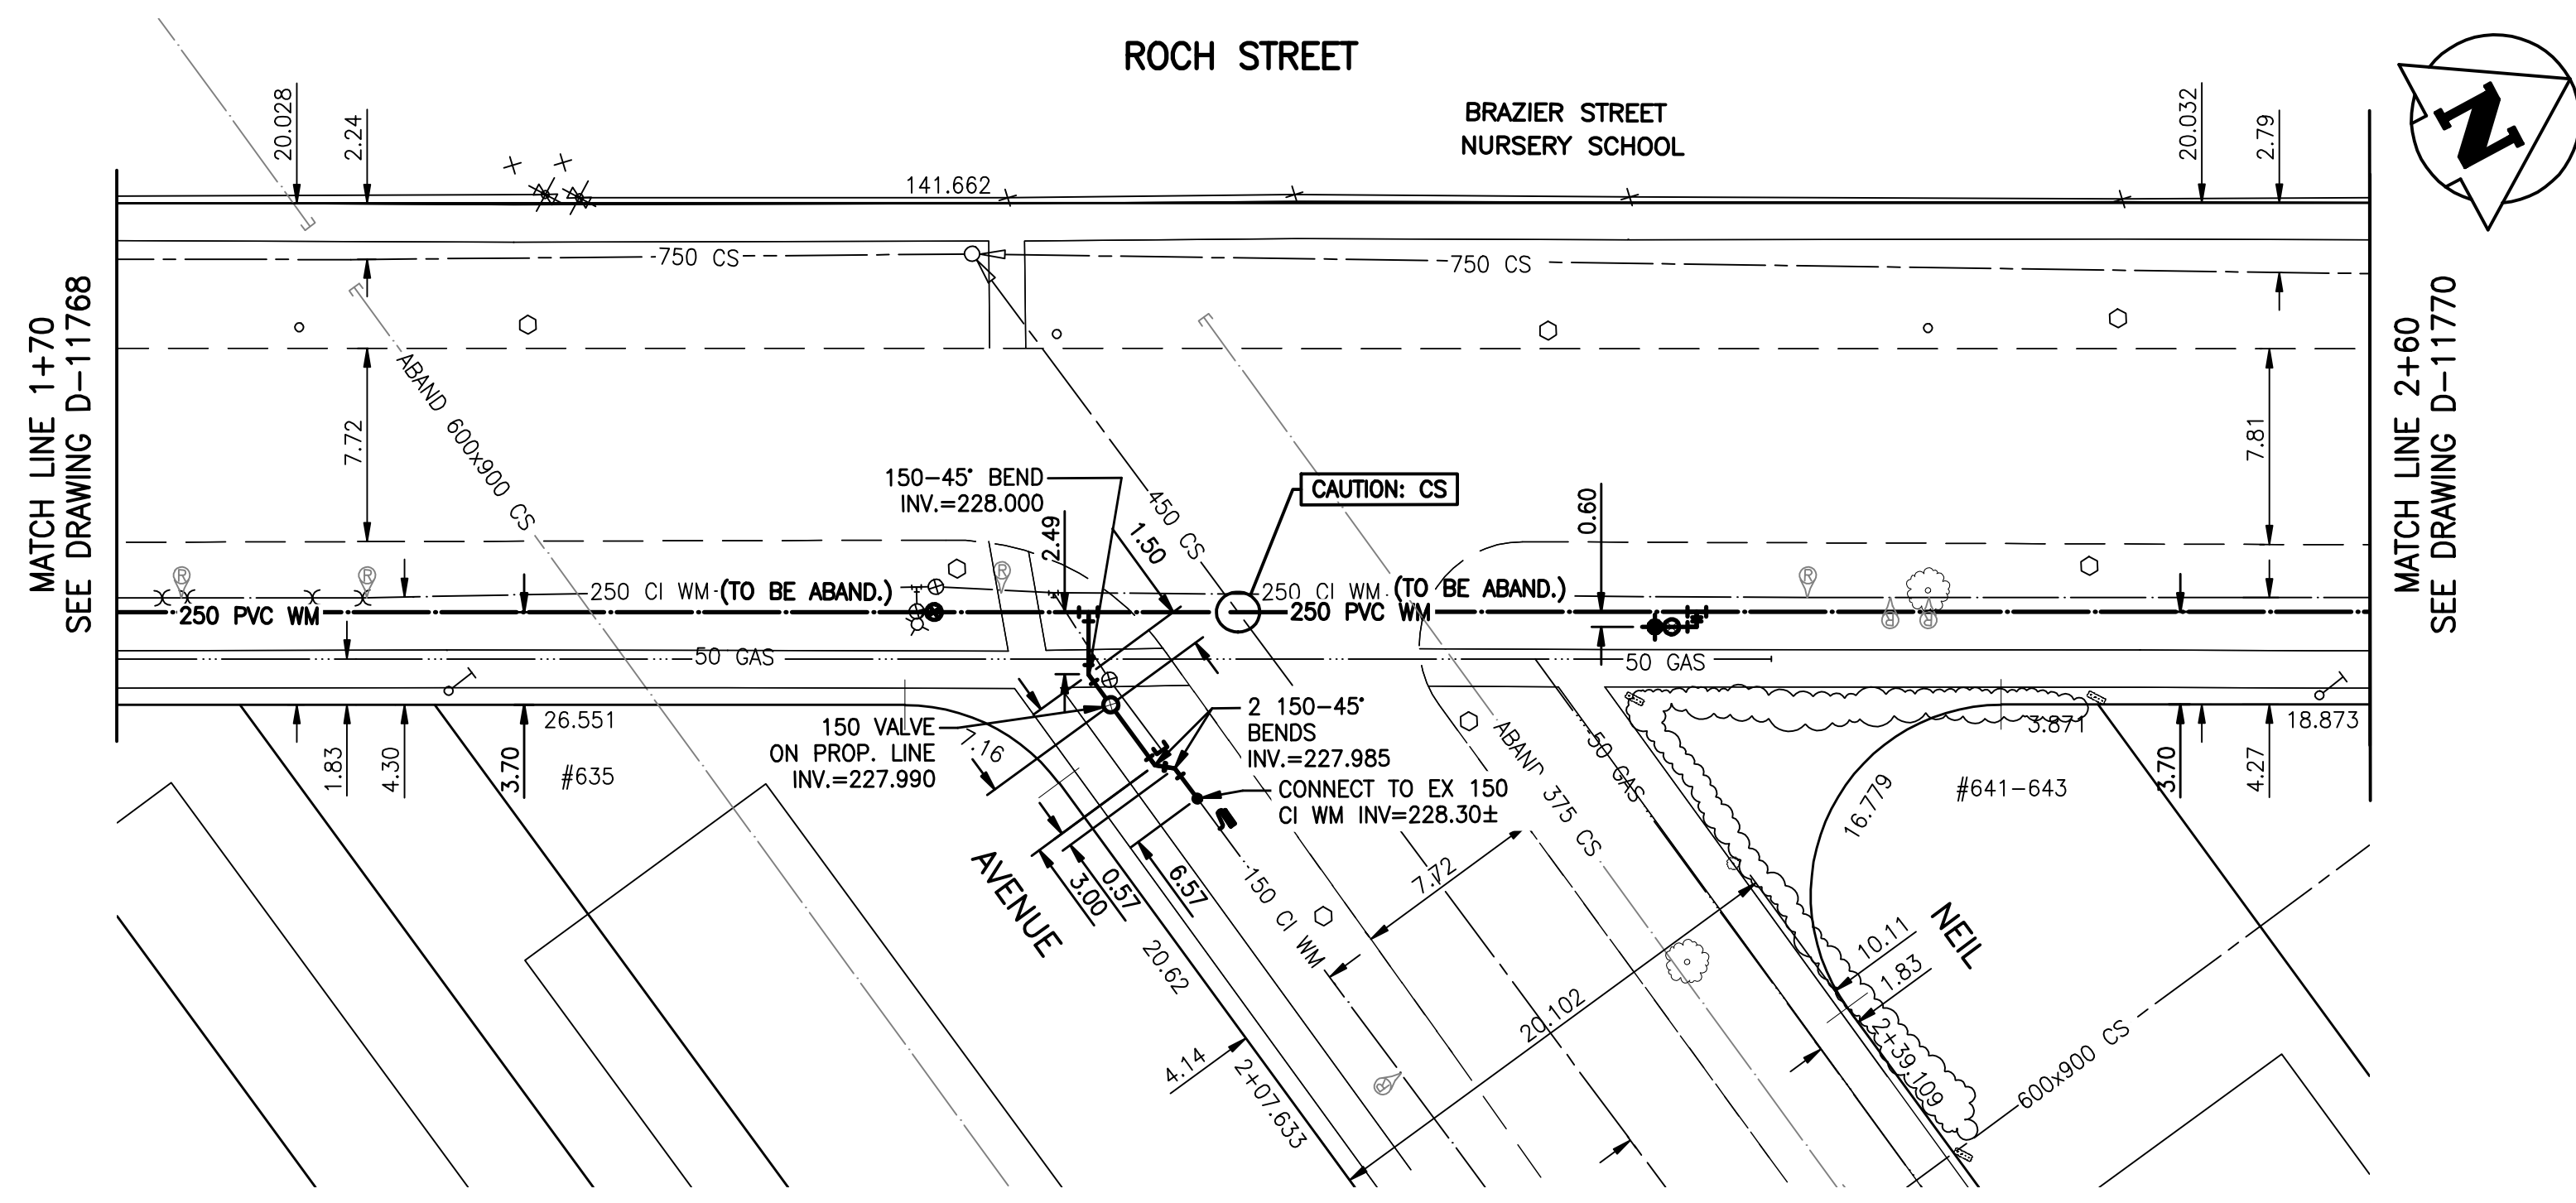 ROCH STREET
BRAZIER STREET
NURSERY SCHOOL
N
20.028
2.24
141.662
20.032
2.79
MATCH LINE 1+70
SEE DRAWING D-11768
750 CS
750 CS
MATCH LINE 2+60
SEE DRAWING D-11770
ABAND 600x900 CS
7.72
7.81
150-45° BEND
INV.=228.000
2.49
1.50
450 CS
CAUTION: CS
0.60
R
R
R
R
R
R
250 CI WM (TO BE ABAND.)
250 CI WM (TO BE ABAND.)
250 PVC WM
250 PVC WM
50 GAS
50 GAS
26.551
1.83
4.30
3.70
#635
150 VALVE
ON PROP. LINE
INV.=227.990
7.16
2 150-45°
BENDS
INV.=227.985
CONNECT TO EX 150
CI WM INV=228.30±
ABAND 375 CS
50 GAS
3.871
18.873
16.779
#641-643
3.70
4.27
AVENUE
3.00
0.57
6.57
150 CI WM
7.72
20.62
20.102
10.11
1.83
NEIL
4.14
2+07.633
R
2+39.109
600x900 CS